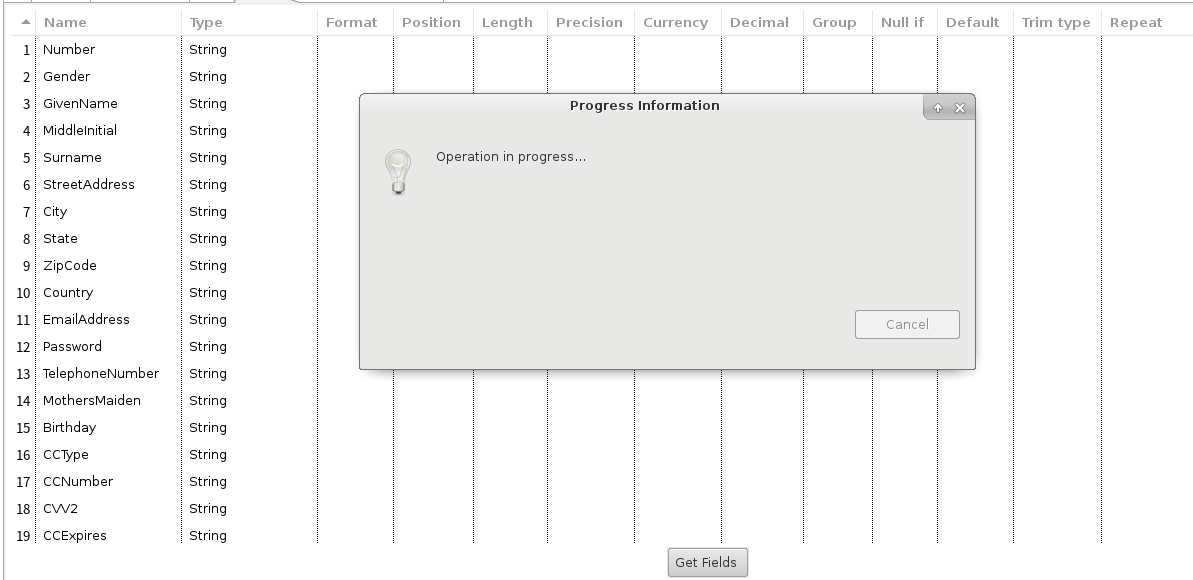 Name Type Format Position Length Precision Currency Decimal Group Null if Default Trim type Repeat
1 Number String
2 Gender String
3 GivenName String
Progress Information
4 MiddleInitial String
5 Surname String
Operation in progress...
6 StreetAddress String
7 City String
8 State String
9 ZipCode String
10 Country String
11 EmailAddress String
Cancel
12 Password String
13 TelephoneNumber String
14 MothersMaiden String
15 Birthday String
16 CCType String
17 CCNumber String
18 CVV2 String
19 CCExpires String
Get Fields